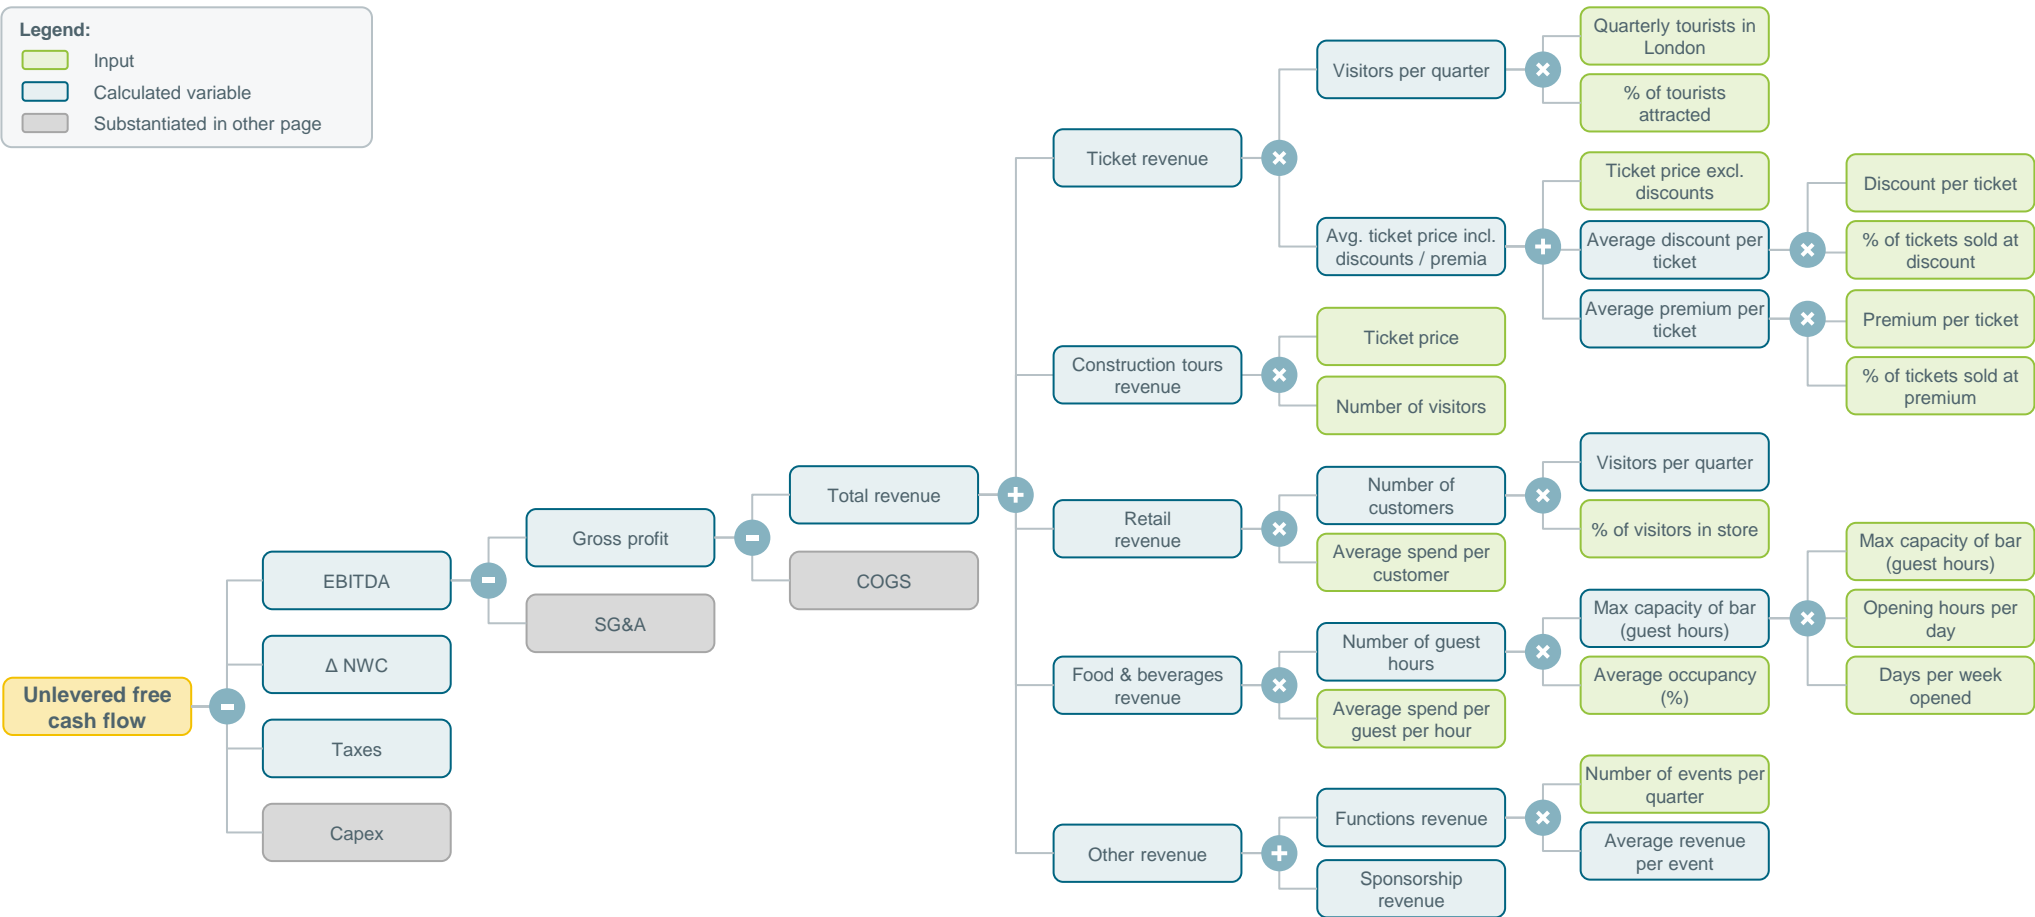 Legend:
Input
Calculated variable
Substantiated in other page
Unlevered free
cash flow
EBITDA
Δ NWC
Taxes
Capex
Gross profit
SG&A
Total revenue
COGS
Ticket revenue
Construction tours
revenue
Retail
revenue
Food & beverages
revenue
Other revenue
Visitors per quarter
Avg. ticket price incl.
discounts / premia
Ticket price
Number of visitors
Number of
customers
Average spend per
customer
Number of guest
hours
Average spend per
guest per hour
Functions revenue
Sponsorship
revenue
Quarterly tourists in
London
% of tourists
attracted
Ticket price excl.
discounts
Average discount per
ticket
Average premium per
ticket
Visitors per quarter
% of visitors in store
Max capacity of bar
(guest hours)
Average occupancy
(%)
Number of events per
quarter
Average revenue
per event
Discount per ticket
% of tickets sold at
discount
Premium per ticket
% of tickets sold at
premium
Max capacity of bar
(guest hours)
Opening hours per
day
Days per week
opened